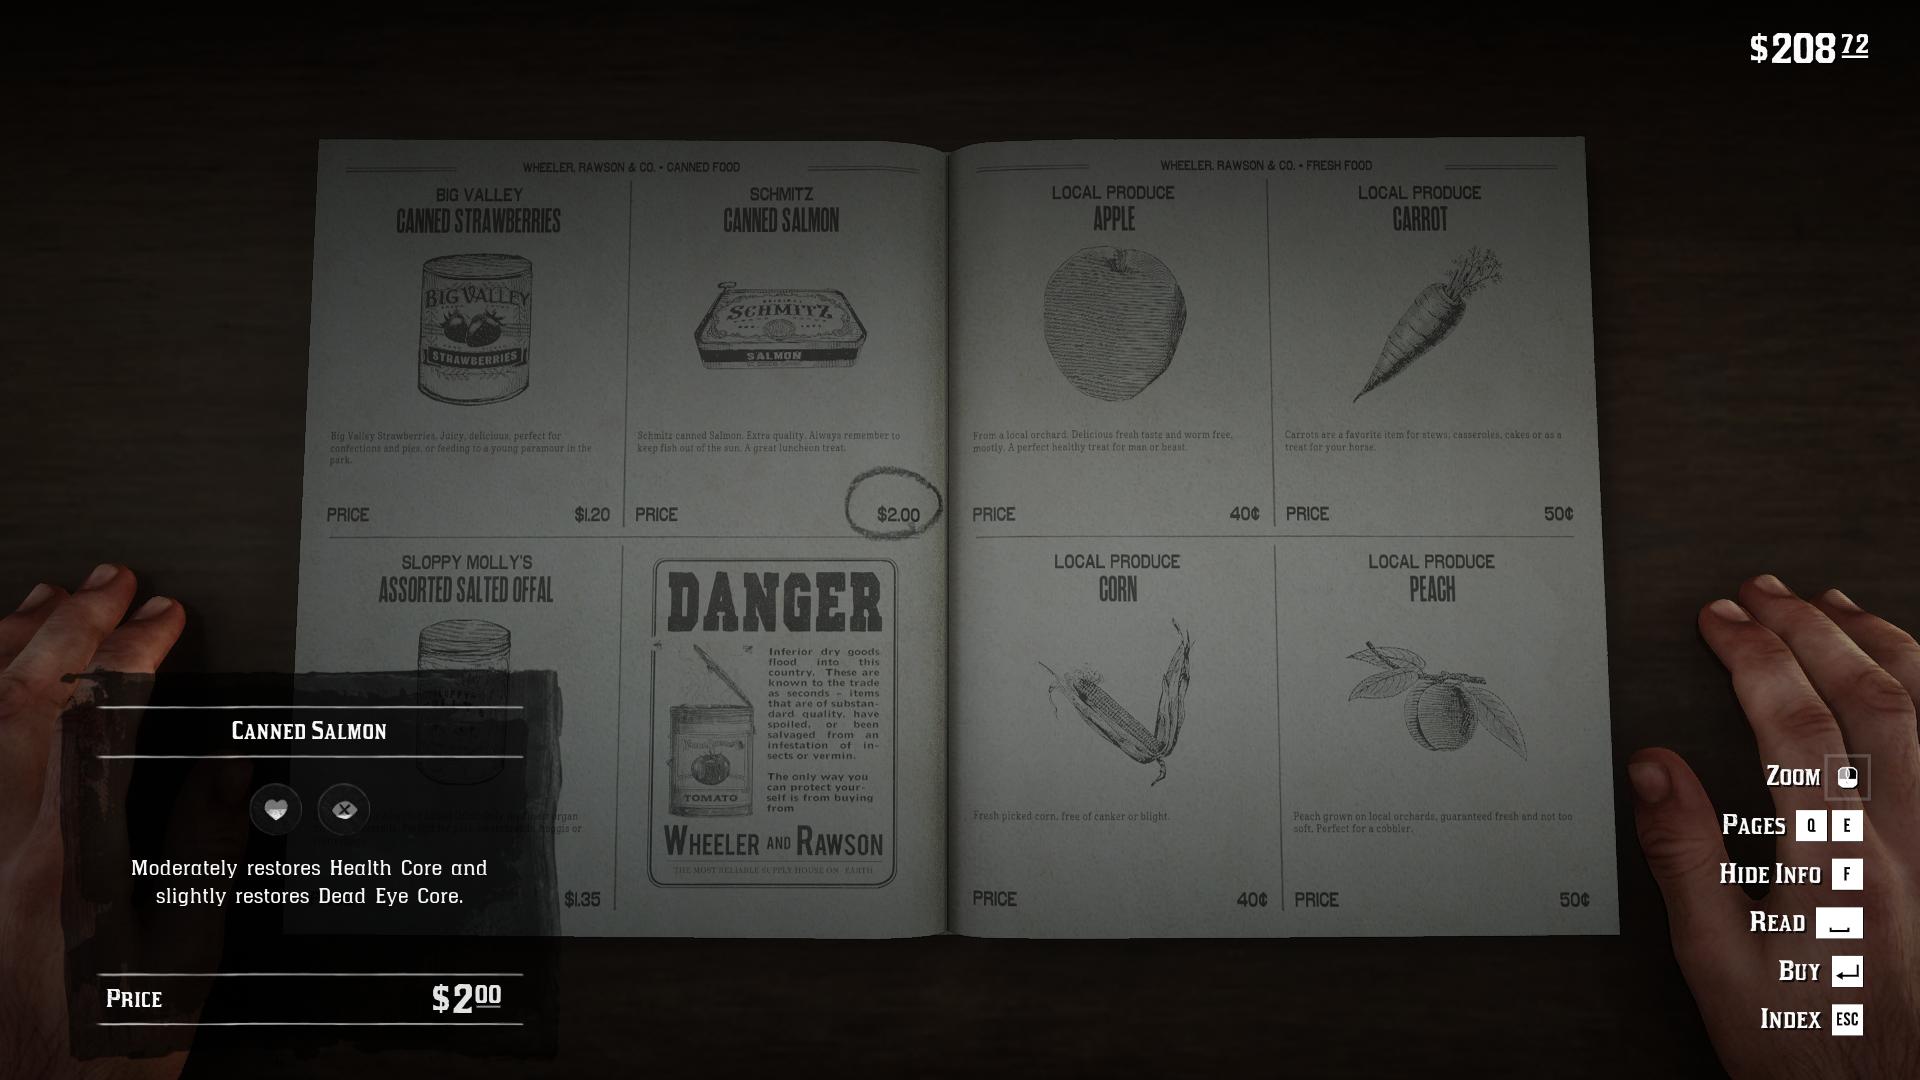 $208 72
WHEELER, RAWSON & CO. • CANNED FOOD
BIG VALLEY
CANNED STRAWBERRIES
BIG VALLEY
STRAWBERRIES
Big Valley Strawberries. Juicy, delicious, perfect for
confections and pies, or feeding to a young paramour in the
park.
PRICE $1.20
SCHMITZ
CANNED SALMON
SCHMITZ
SALMON
Schmitz canned Salmon. Extra quality. Always remember to
keep fish out of the sun. A great luncheon treat.
PRICE $2.00
SLOPPY MOLLY'S
ASSORTED SALTED OFFAL
organ
or
$1.35
DANGER
Inferior dry goods
flood into this
country. These are
known to the trade
as seconds - items
that are of substan-
dard quality, have
spoiled, or been
salvaged from an
infestation of in-
sects or vermin.
The only way you
can protect your-
self is from buying
from
TOMATO
WHEELER AND RAWSON
THE MOST RELIABLE SUPPLY HOUSE ON EARTH
WHEELER, RAWSON & CO. • FRESH FOOD
LOCAL PRODUCE
APPLE
From a local orchard. Delicious fresh taste and worm free,
mostly. A perfect healthy treat for man or beast.
PRICE 40¢
LOCAL PRODUCE
CARROT
Carrots are a favorite item for stews, casseroles, cakes or as a
treat for your horse.
PRICE 50¢
LOCAL PRODUCE
CORN
Fresh picked corn, free of canker or blight.
PRICE 40¢
LOCAL PRODUCE
PEACH
Peach grown on local orchards, guaranteed fresh and not too
soft. Perfect for a cobbler.
PRICE 50¢
CANNED SALMON
Moderately restores Health Core and
slightly restores Dead Eye Core.
PRICE $2 00
ZOOM
PAGES Q E
HIDE INFO F
READ
BUY
INDEX ESC